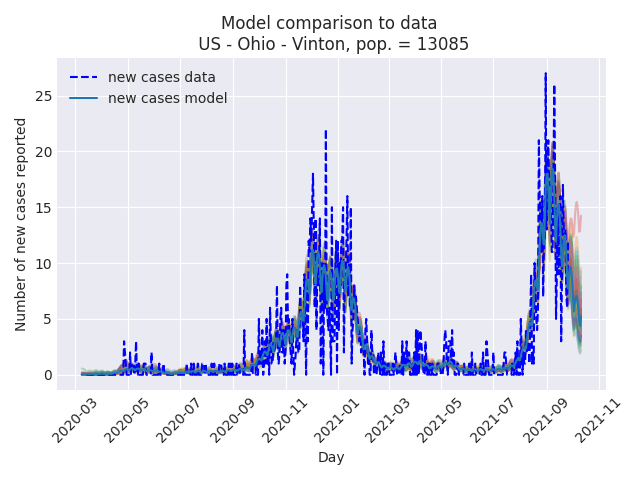 Model comparison to data
US - Ohio - Vinton, pop. = 13085
new cases data
new cases model
Number of new cases reported
25
20
15
10
5
0
2020-03
2020-05
2020-07
2020-09
2020-11
2021-01
2021-03
2021-05
2021-07
2021-09
2021-11
Day